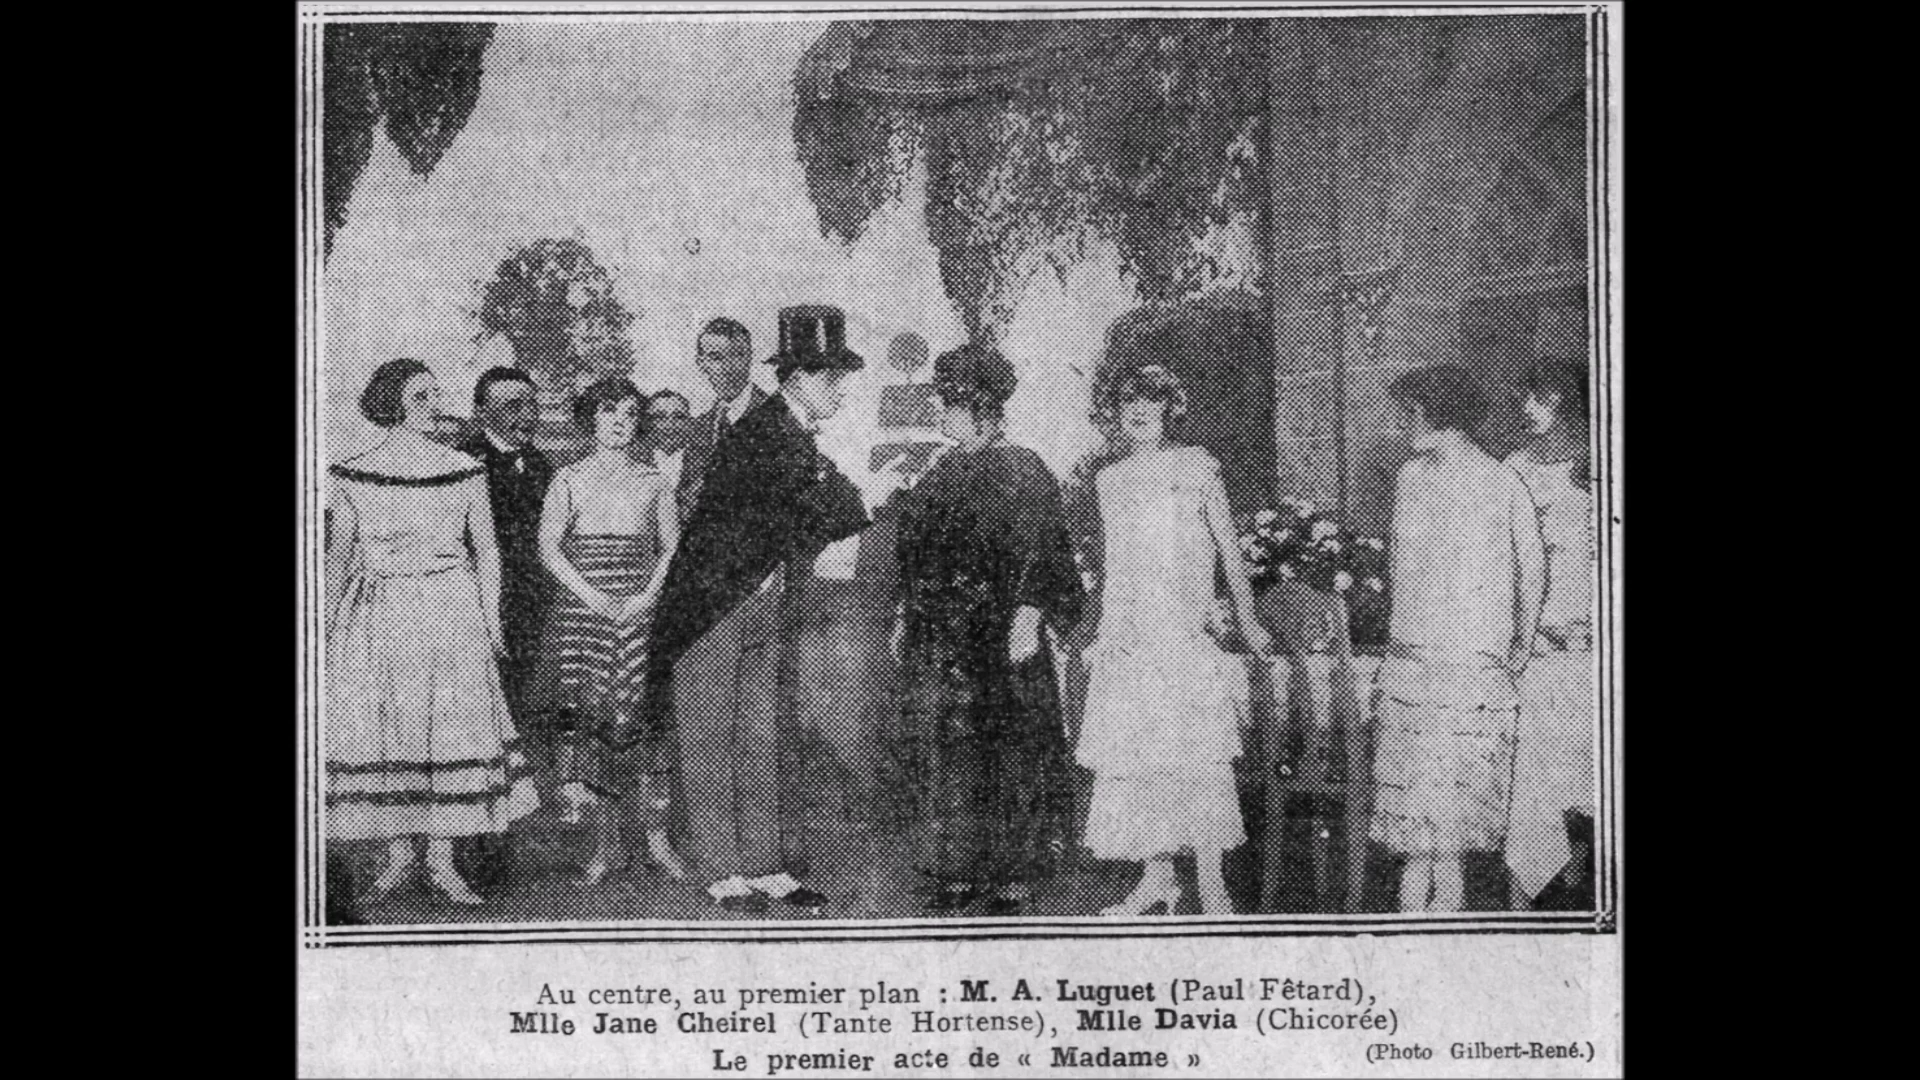 Au centre, au premier plan : M. A. Luguet (Paul Fêtard),
Mlle Jane Cheirel (Tante Hortense), Mlle Davia (Chicorée)
Le premier acte de « Madame »
(Photo Gilbert-René.)